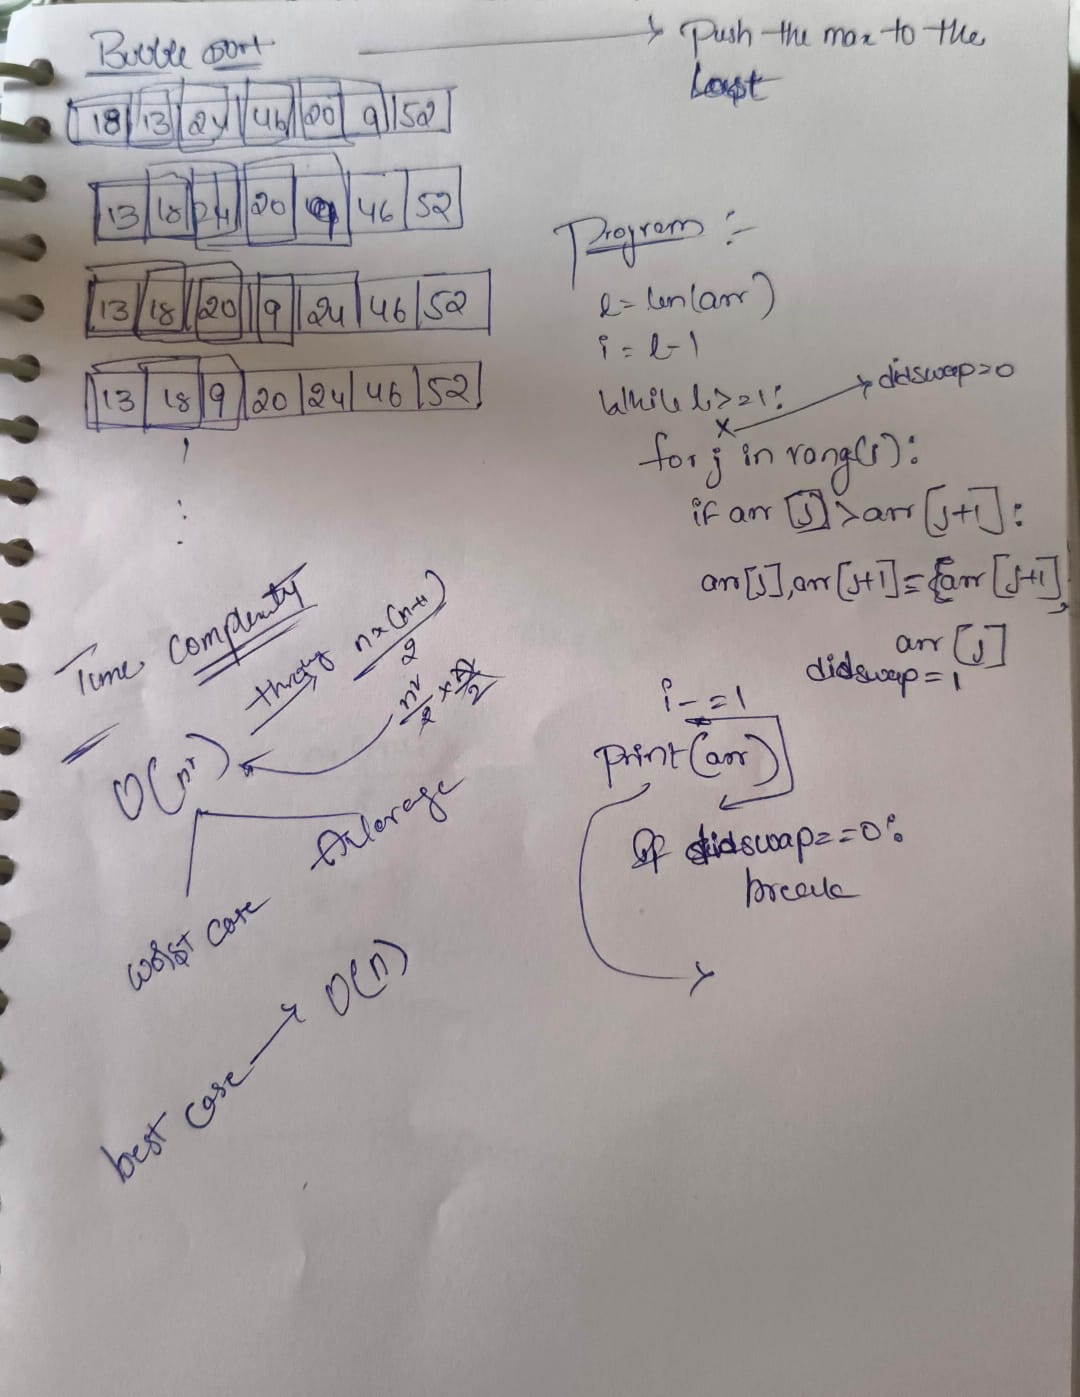 Bubble sort → Push the max to the
last
18 13 24 46 20 9 52
13 18 24 20 9 46 52
13 18 20 9 24 46 52
13 18 9 20 24 46 52
Program :-
l = len(arr)
i = l-1
while i>=1:
didswap=0
for j in rang(i):
if arr[j]>arr[j+1]:
arr[j],arr[j+1]=arr[j+1],
arr[j]
didswap=1
i-=1
print(arr)
If didswap==0:
break
Time complexity
O(n²)
n×(n+1)
2
n²
2
worst case
Average
best case → O(n)